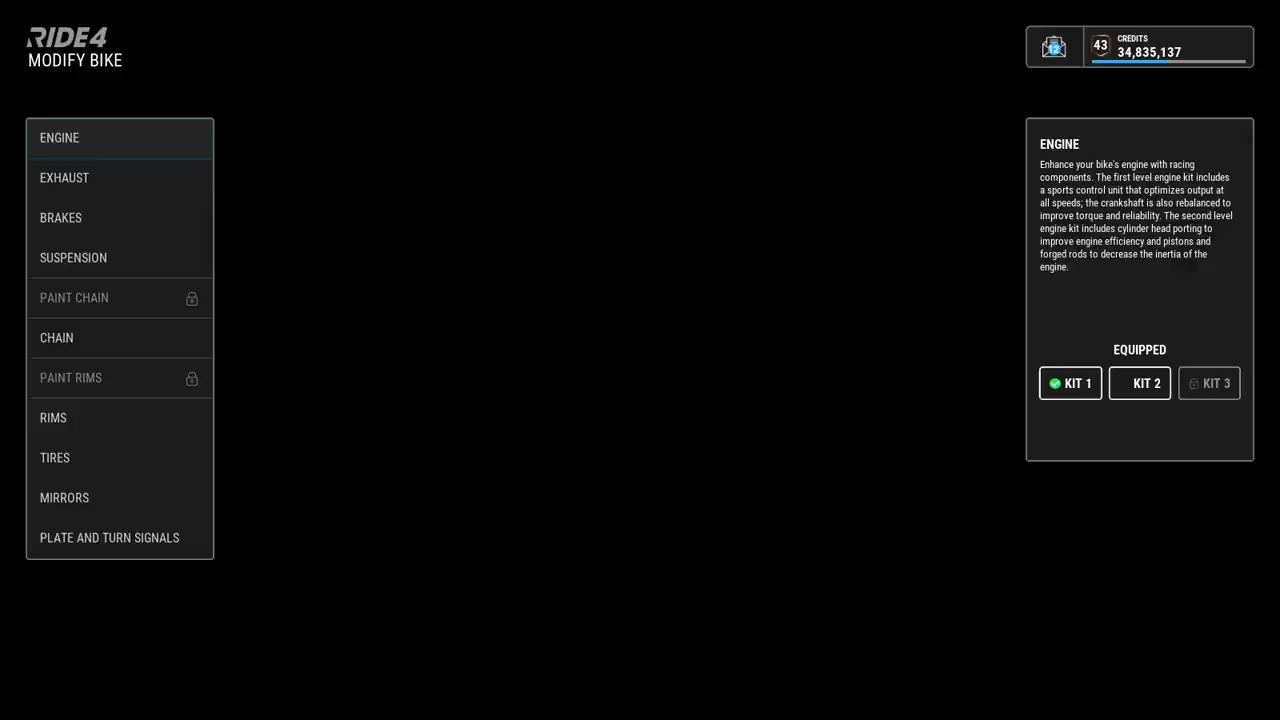 RIDE4
MODIFY BIKE
12
43
CREDITS
34,835,137
ENGINE
EXHAUST
BRAKES
SUSPENSION
PAINT CHAIN
CHAIN
PAINT RIMS
RIMS
TIRES
MIRRORS
PLATE AND TURN SIGNALS
ENGINE
Enhance your bike's engine with racing
components. The first level engine kit includes
a sports control unit that optimizes output at
all speeds; the crankshaft is also rebalanced to
improve torque and reliability. The second level
engine kit includes cylinder head porting to
improve engine efficiency and pistons and
forged rods to decrease the inertia of the
engine.
EQUIPPED
KIT 1
KIT 2
KIT 3